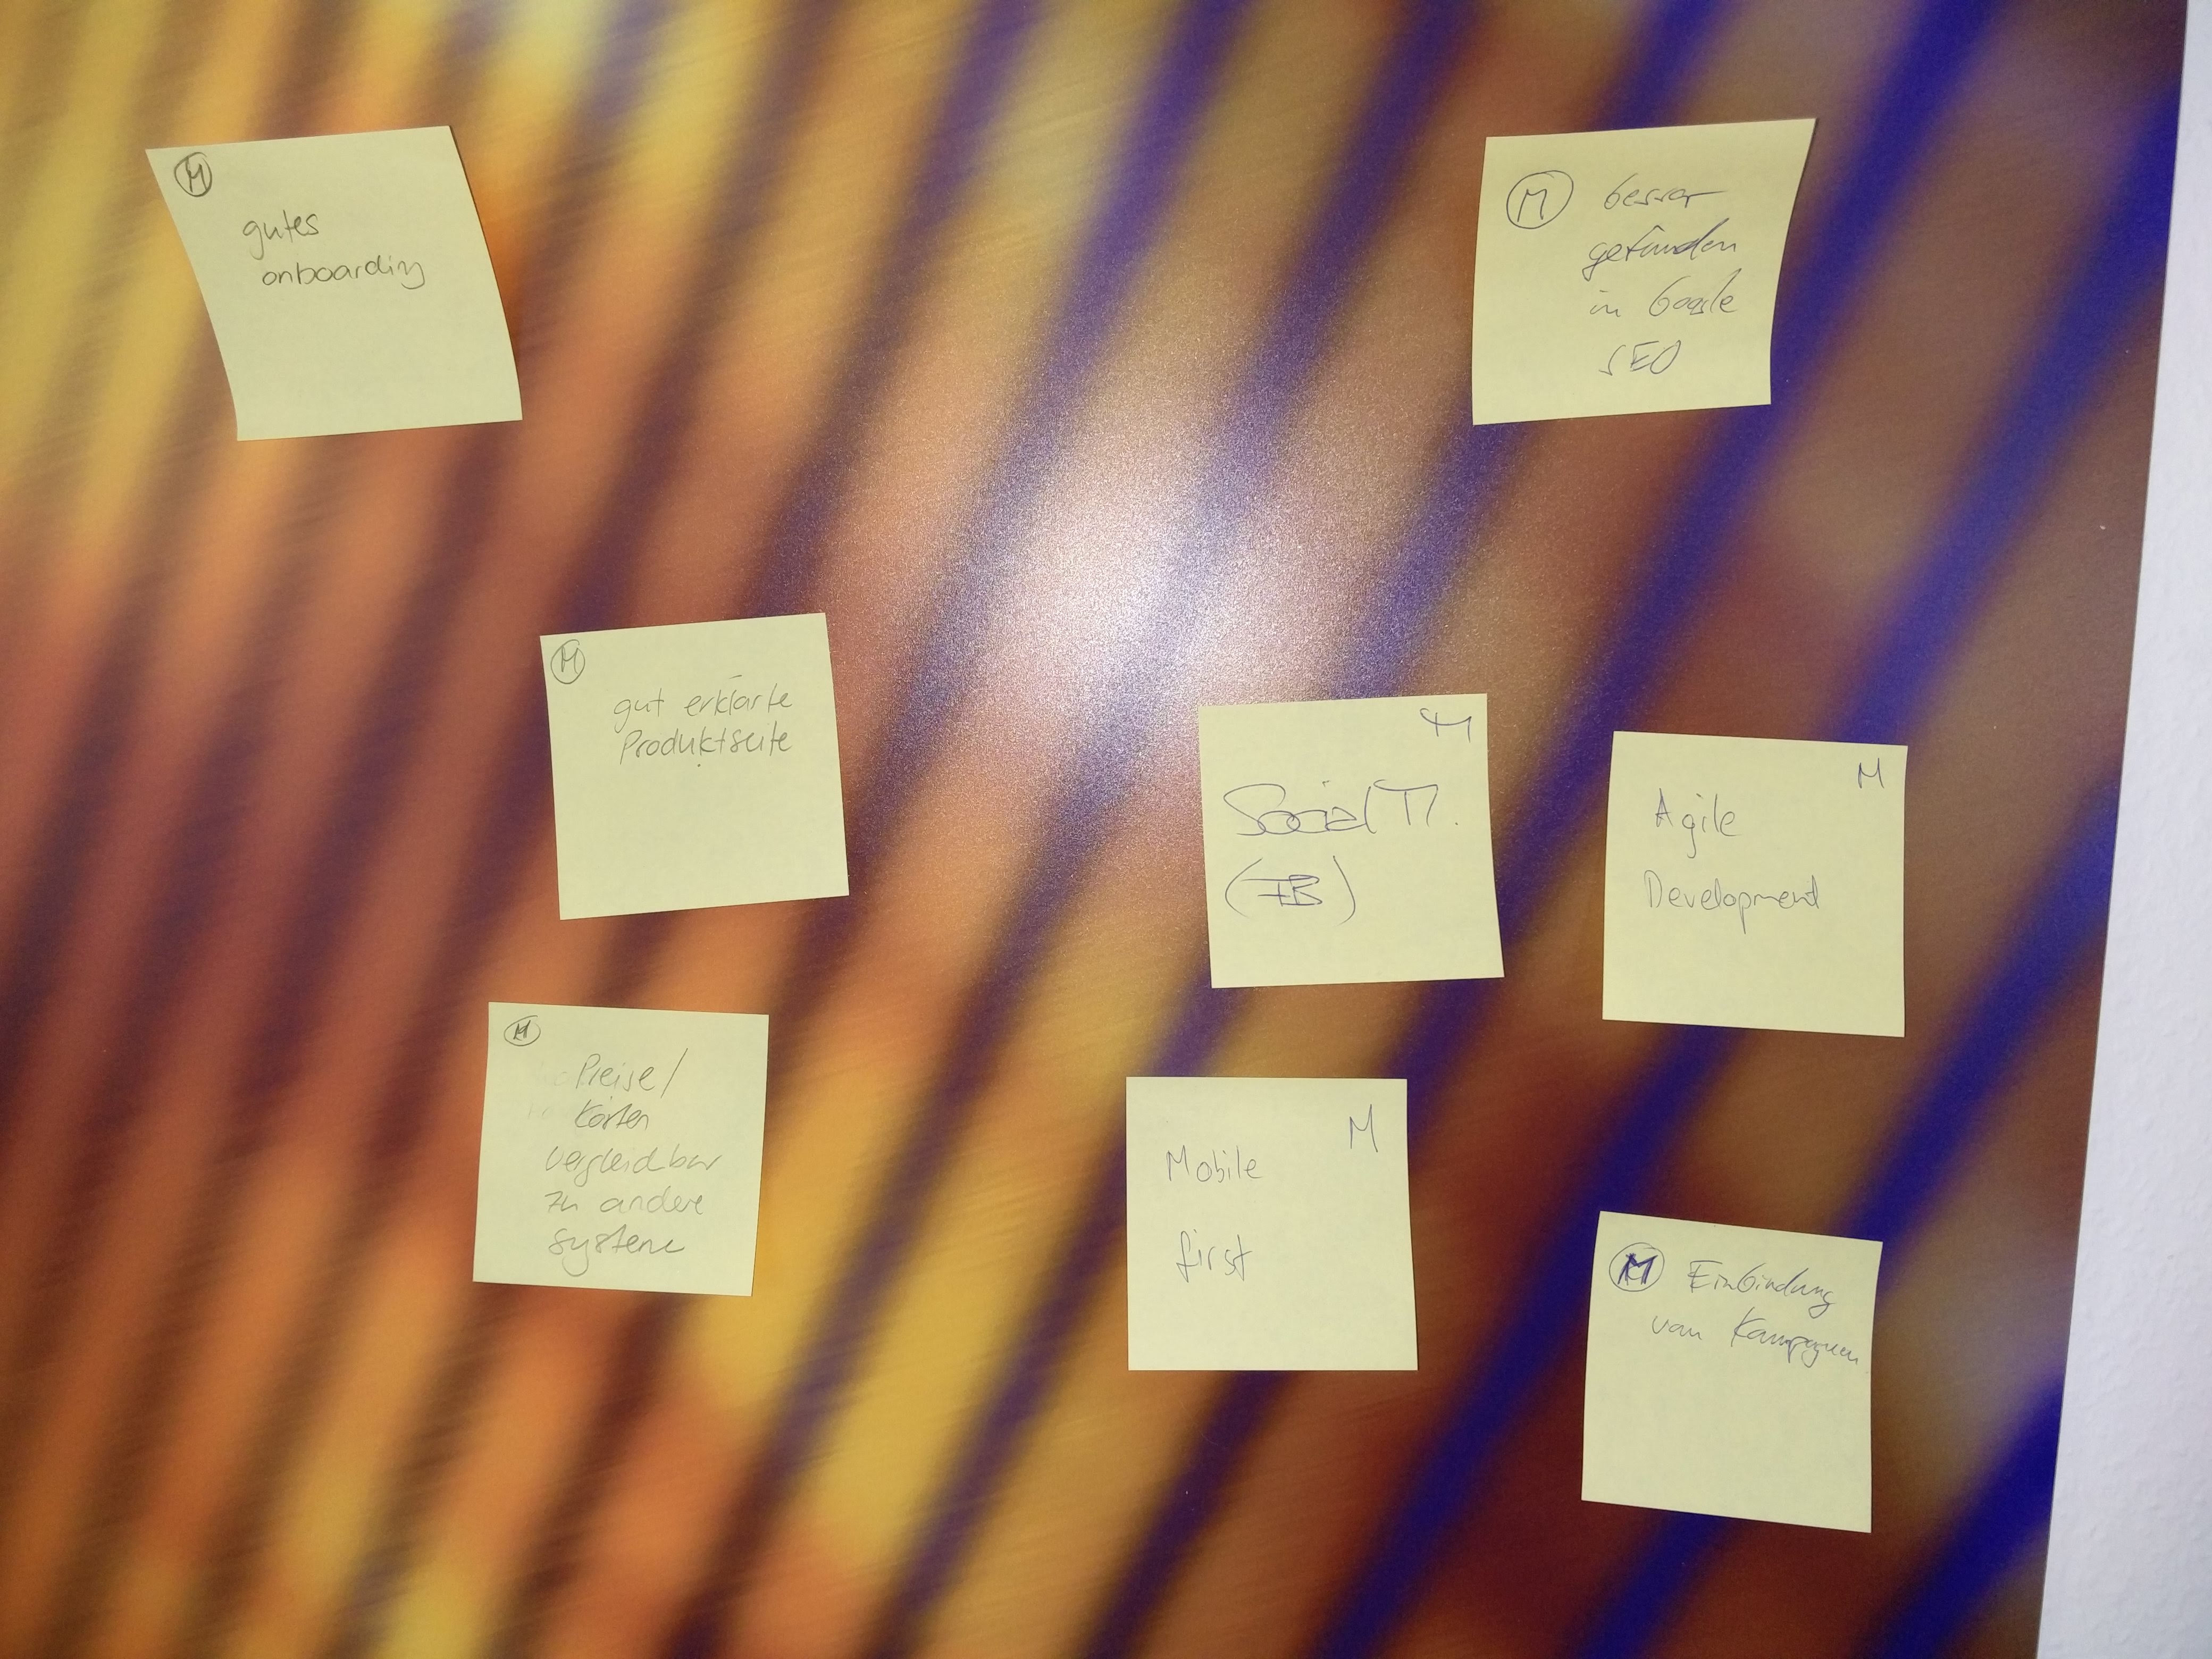 M
gutes
onboarding
M besser
gefunden
in Google
SEO
M
gut erklärte
Produktseite
M
Social M.
(FB)
M
Agile
Development
M
Preise/
Kosten
vergleichbar
zu andere
systeme
M
Mobile
first
M Einbindung
von Kampagnen